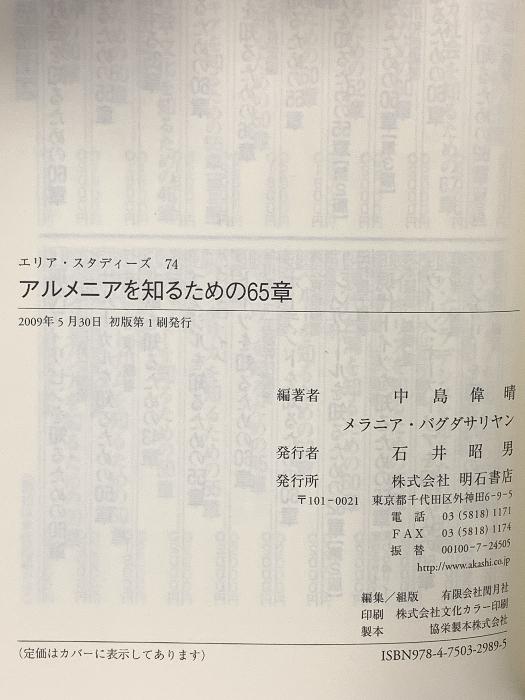 エリア・スタディーズ 74
アルメニアを知るための65章
2009年5月30日 初版第1刷発行
編著者 中島偉晴
メラニア・バグダサリヤン
発行者 石井昭男
発行所 株式会社 明石書店
〒101-0021 東京都千代田区外神田6-9-5
電話 03 (5818) 1171
FAX 03 (5818) 1174
振替 00100-7-24505
http://www.akashi.co.jp
編集／組版 有限会社閏月社
印刷 株式会社文化カラー印刷
製本 協栄製本株式会社
（定価はカバーに表示してあります） ISBN978-4-7503-2989-5